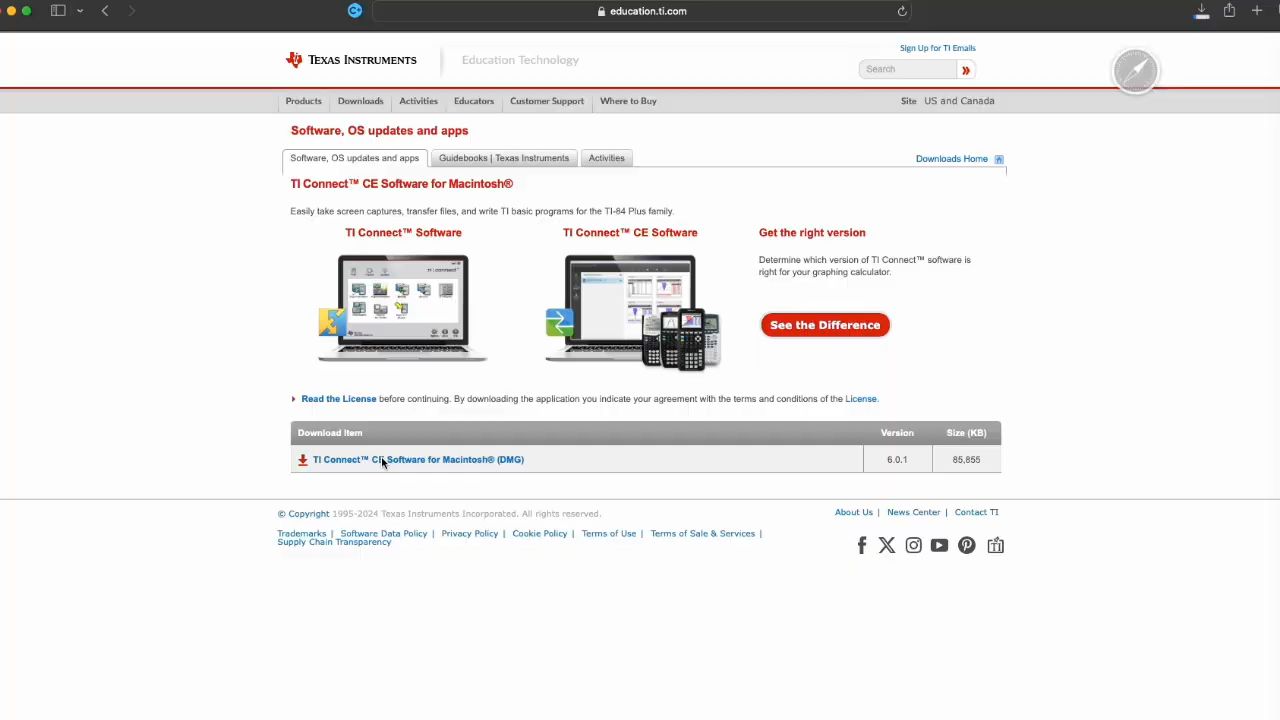 education.ti.com
Sign Up for TI Emails
TEXAS INSTRUMENTS
Education Technology
Search
Products
Downloads
Activities
Educators
Customer Support
Where to Buy
Site US and Canada
Software, OS updates and apps
Software, OS updates and apps
Guidebooks | Texas Instruments
Activities
Downloads Home
TI Connect™ CE Software for Macintosh®
Easily take screen captures, transfer files, and write TI basic programs for the TI-84 Plus family.
TI Connect™ Software
TI Connect™ CE Software
Get the right version
Determine which version of TI Connect™ software is
right for your graphing calculator.
See the Difference
Read the License before continuing. By downloading the application you indicate your agreement with the terms and conditions of the License.
Download Item Version Size (KB)
TI Connect™ CE Software for Macintosh® (DMG) 6.0.1 85,855
© Copyright 1995-2024 Texas Instruments Incorporated. All rights reserved.
About Us | News Center | Contact TI
Trademarks | Software Data Policy | Privacy Policy | Cookie Policy | Terms of Use | Terms of Sale & Services |
Supply Chain Transparency